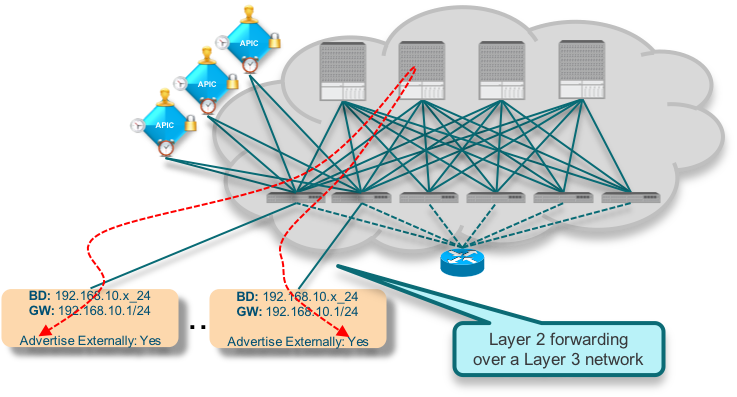 APIC
APIC
APIC
BD: 192.168.10.x_24
GW: 192.168.10.1/24
Advertise Externally: Yes
..
BD: 192.168.10.x_24
GW: 192.168.10.1/24
Advertise Externally: Yes
Layer 2 forwarding
over a Layer 3 network